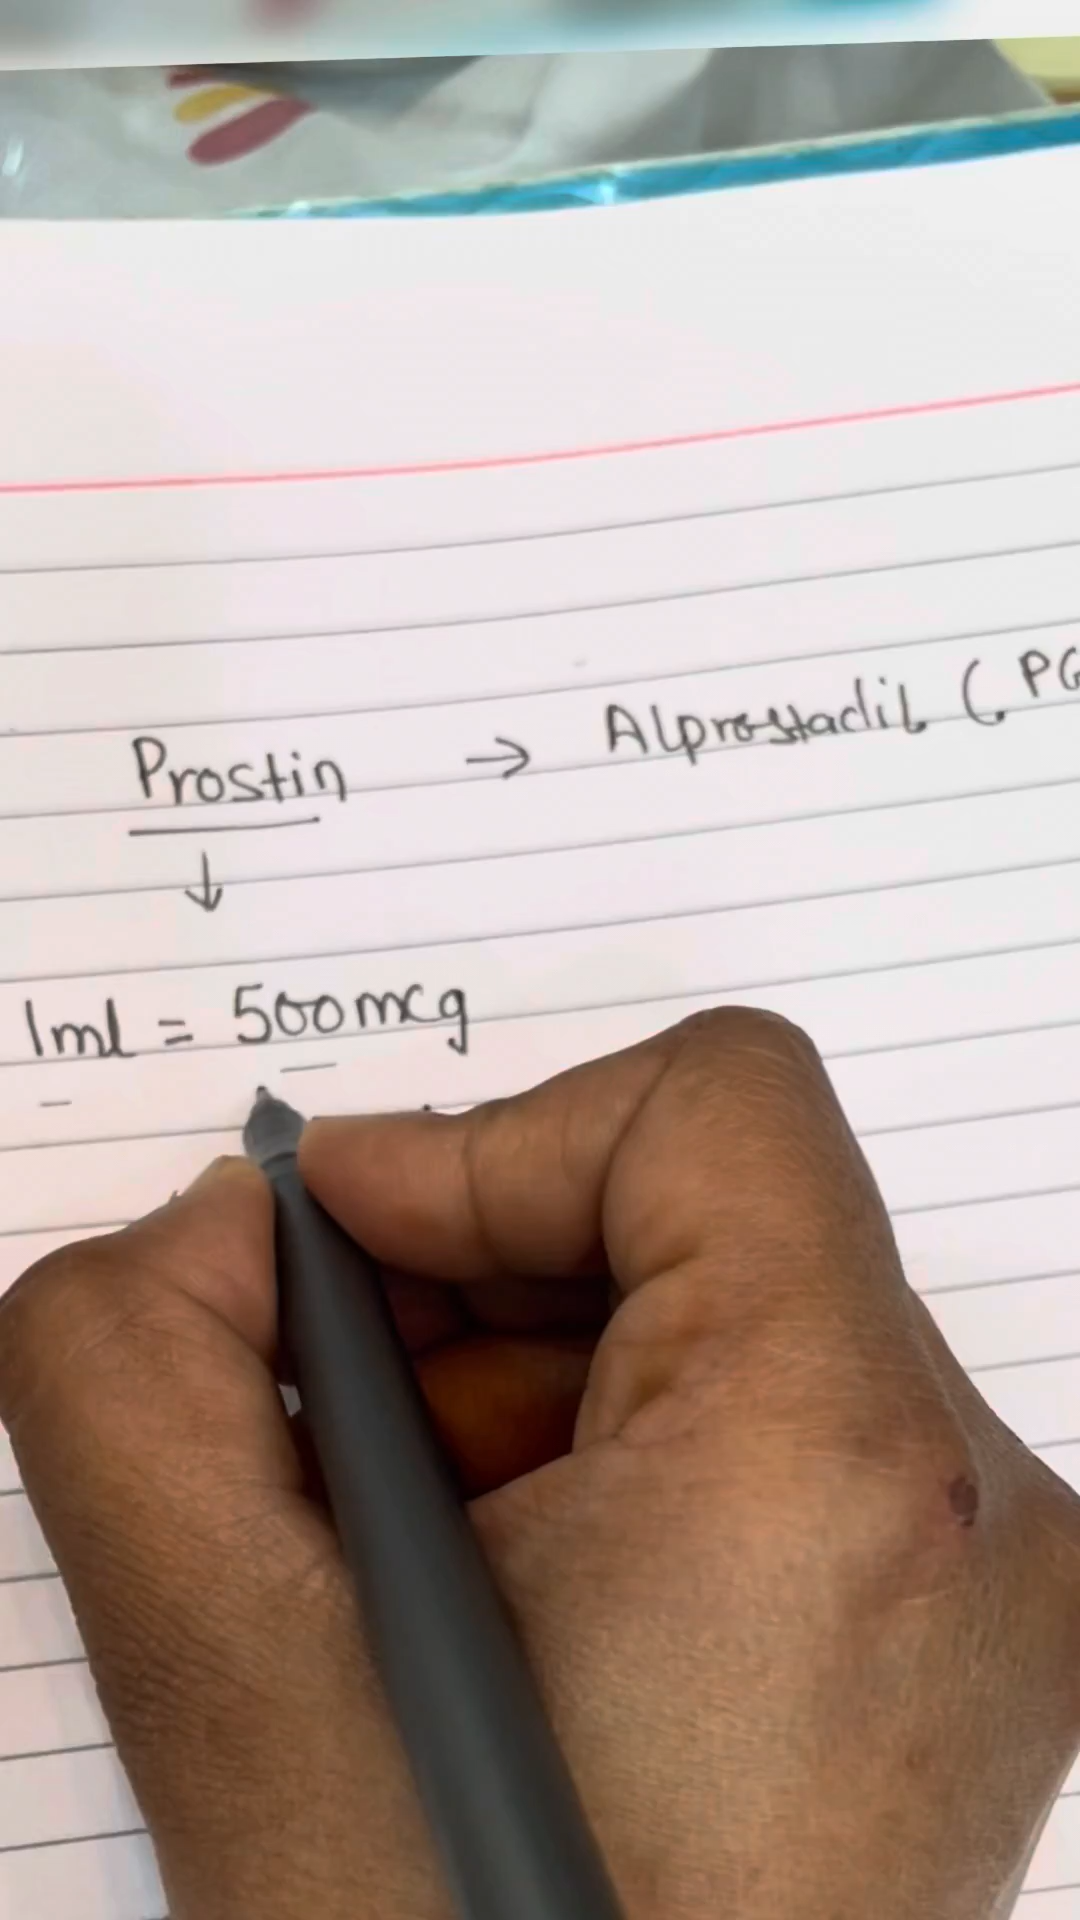 Prostin → Alprostadil (PG
↓
1ml = 500mcg